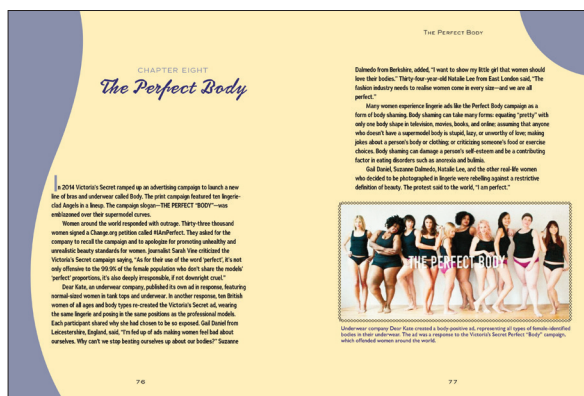 CHAPTER EIGHT
The Perfect Body
In 2014 Victoria's Secret ramped up an advertising campaign to launch a new
line of bras and underwear called Body. The print campaign featured ten lingerie-
clad Angels in a lineup. The campaign slogan—THE PERFECT "BODY"—was
emblazoned over their supermodel curves.
Women around the world responded with outrage. Thirty-three thousand
women signed a Change.org petition called #IAmPerfect. They asked for the
company to recall the campaign and to apologize for promoting unhealthy and
unrealistic beauty standards for women. Journalist Sarah Vine criticized the
Victoria's Secret campaign saying, "As for their use of the word 'perfect', it's not
only offensive to the 99.9% of the female population who don't share the models'
'perfect' proportions, it's also deeply irresponsible, if not downright cruel."
Dear Kate, an underwear company, published its own ad in response, featuring
normal-sized women in tank tops and underwear. In another response, ten British
women of all ages and body types re-created the Victoria's Secret ad, wearing
the same lingerie and posing in the same positions as the professional models.
Each participant shared why she had chosen to be so exposed. Gail Daniel from
Leicestershire, England, said, "I'm fed up of ads making women feel bad about
ourselves. Why can't we stop beating ourselves up about our bodies?" Suzanne
76
THE PERFECT BODY
Dalmedo from Berkshire, added, "I want to show my little girl that women should
love their bodies." Thirty-four-year-old Natalie Lee from East London said, "The
fashion industry needs to realise women come in every size—and we are all
perfect."
Many women experience lingerie ads like the Perfect Body campaign as a
form of body shaming. Body shaming can take many forms: equating "pretty" with
only one body shape in television, movies, books, and online; assuming that anyone
who doesn't have a supermodel body is stupid, lazy, or unworthy of love; making
jokes about a person's body or clothing; or criticizing someone's food or exercise
choices. Body shaming can damage a person's self-esteem and be a contributing
factor in eating disorders such as anorexia and bulimia.
Gail Daniel, Suzanne Dalmedo, Natalie Lee, and the other real-life women
who decided to be photographed in lingerie were rebelling against a restrictive
definition of beauty. The protest said to the world, "I am perfect."
THE PERFECT BODY
Underwear company Dear Kate created a body-positive ad, representing all types of female-identified
bodies in their underwear. The ad was a response to the Victoria's Secret Perfect "Body" campaign,
which offended women around the world.
77